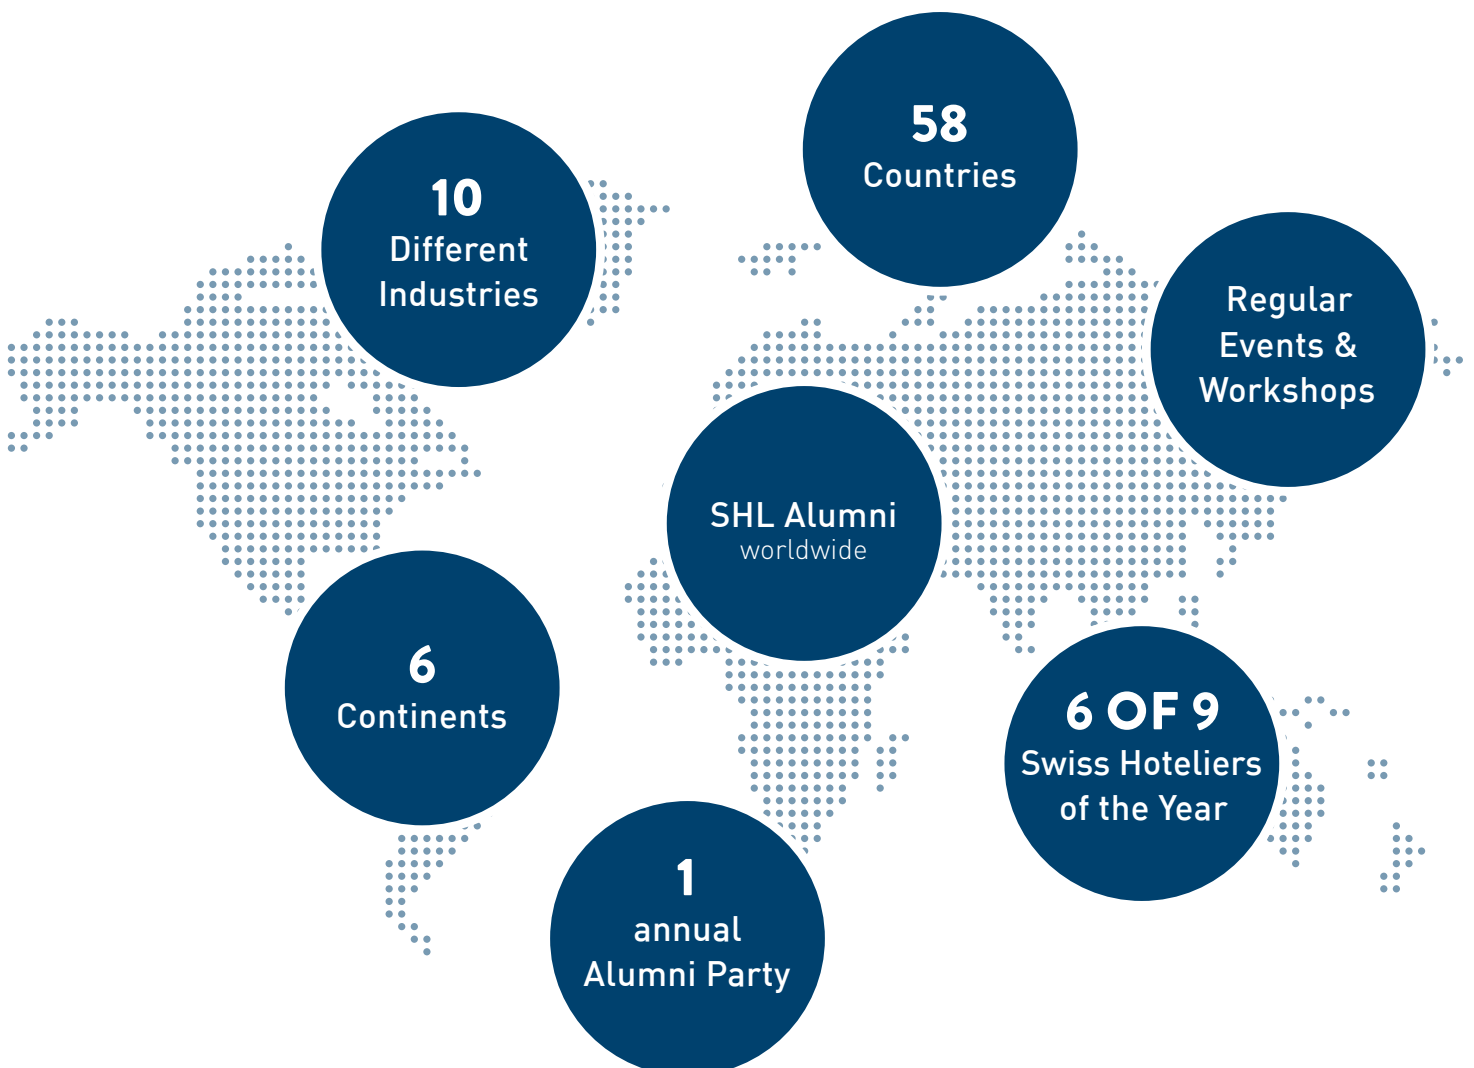 58
Countries
10
Different
Industries
Regular
Events &
Workshops
SHL Alumni
worldwide
6
Continents
6 OF 9
Swiss Hoteliers
of the Year
1
annual
Alumni Party